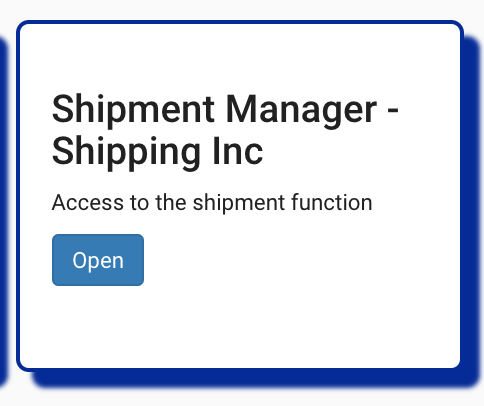 Shipment Manager -
Shipping Inc
Access to the shipment function
Open